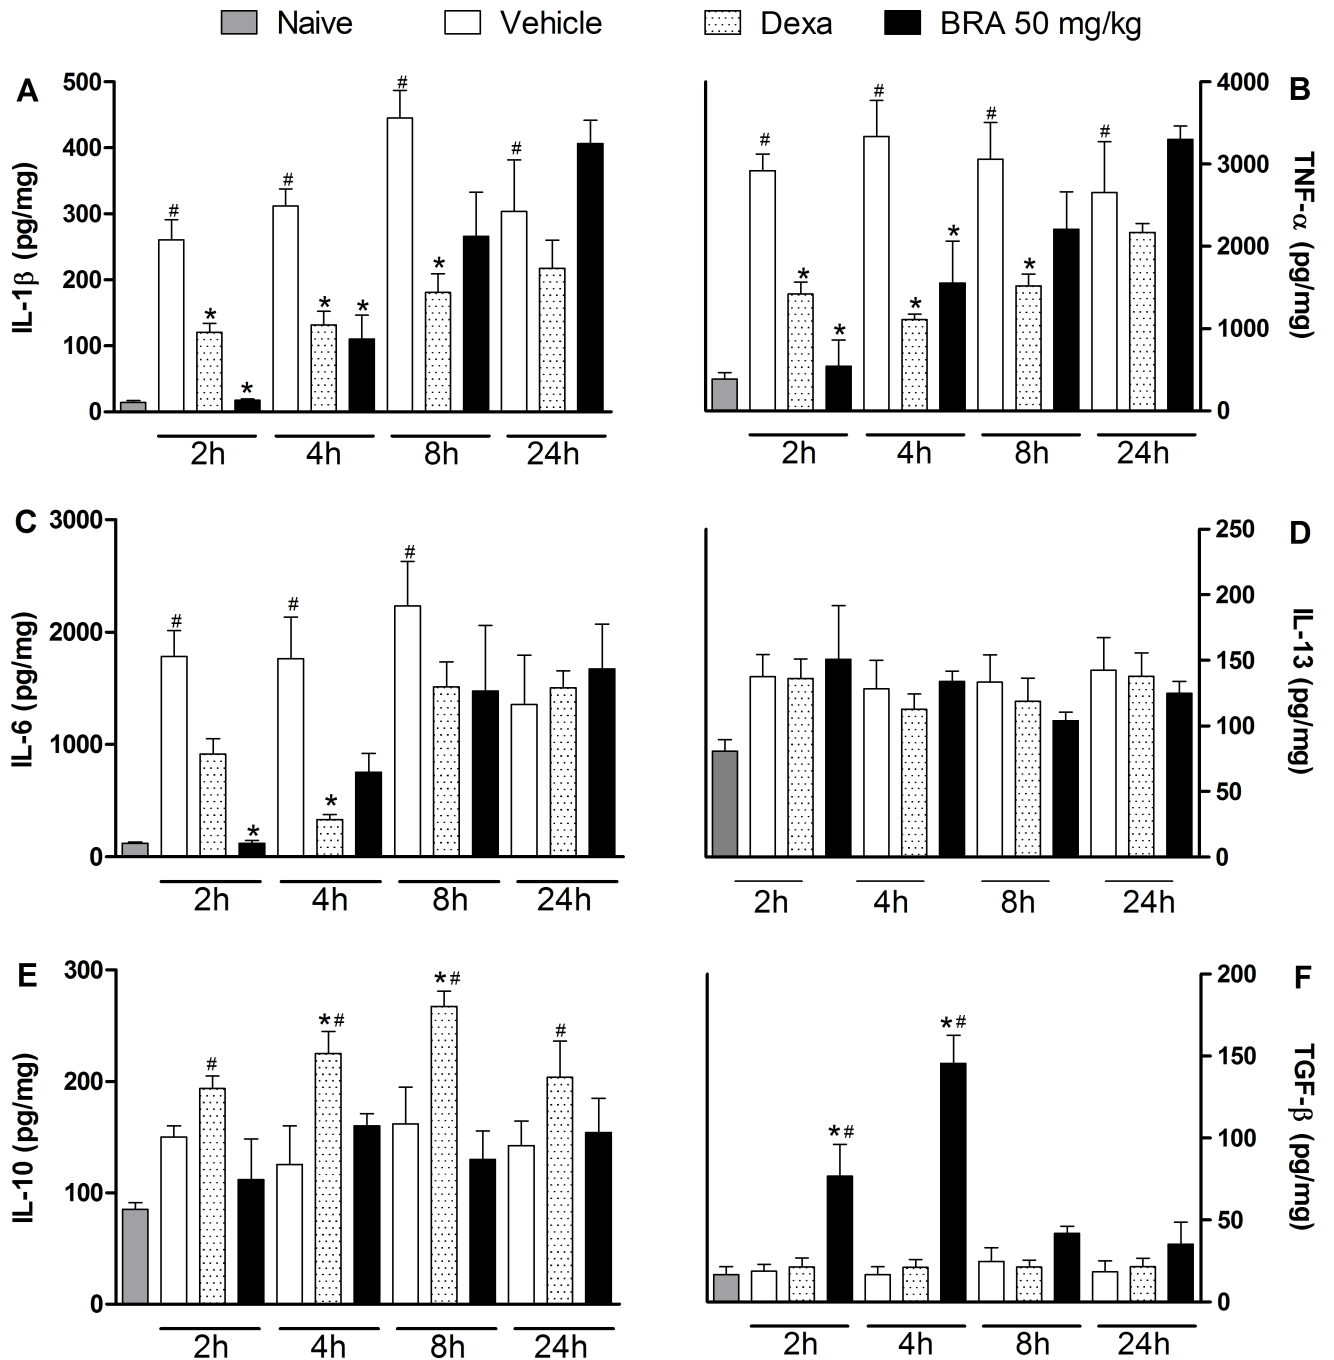 Naive Vehicle Dexa BRA 50 mg/kg
A
500
400
300
200
100
0
IL-1β (pg/mg)
# # # #
* * * * *
2h 4h 8h 24h
B
4000
3000
2000
1000
0
TNF-α (pg/mg)
# # # #
* * * * *
2h 4h 8h 24h
C
3000
2000
1000
0
IL-6 (pg/mg)
# # #
* *
2h 4h 8h 24h
D
250
200
150
100
50
0
IL-13 (pg/mg)
2h 4h 8h 24h
E
300
200
100
0
IL-10 (pg/mg)
# *# *# #
2h 4h 8h 24h
F
200
150
100
50
0
TGF-β (pg/mg)
*# *#
2h 4h 8h 24h